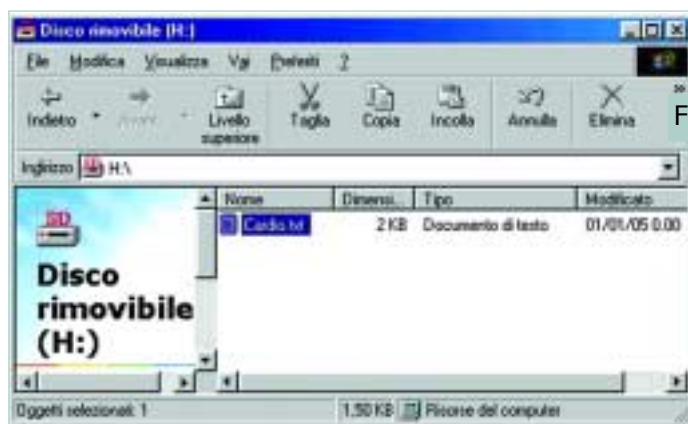 Disco rimovibile (H:)
File Modifica Visualizza Vai Preferiti ?
Indietro Avanti Livello superiore Taglia Copia Incolla Annulla Elimina »
F
Indirizzo H:\
Nome Dimensi... Tipo Modificato
SD
Cardio.txt 2 KB Documento di testo 01/01/05 0.00
Disco
rimovibile
(H:)
Oggetti selezionati: 1 1,50 KB Risorse del computer